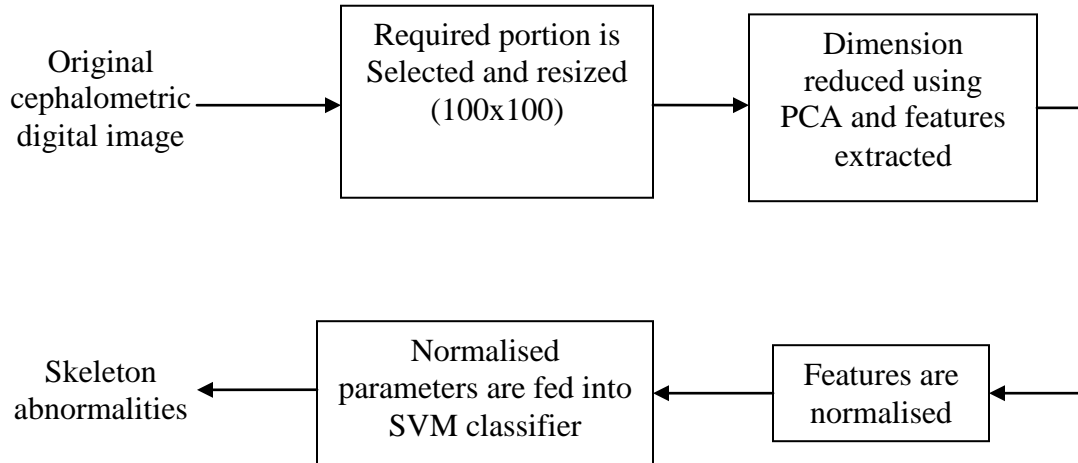 Original
cephalometric
digital image
Required portion is
Selected and resized
(100x100)
Dimension
reduced using
PCA and features
extracted
Features are
normalised
Normalised
parameters are fed into
SVM classifier
Skeleton
abnormalities